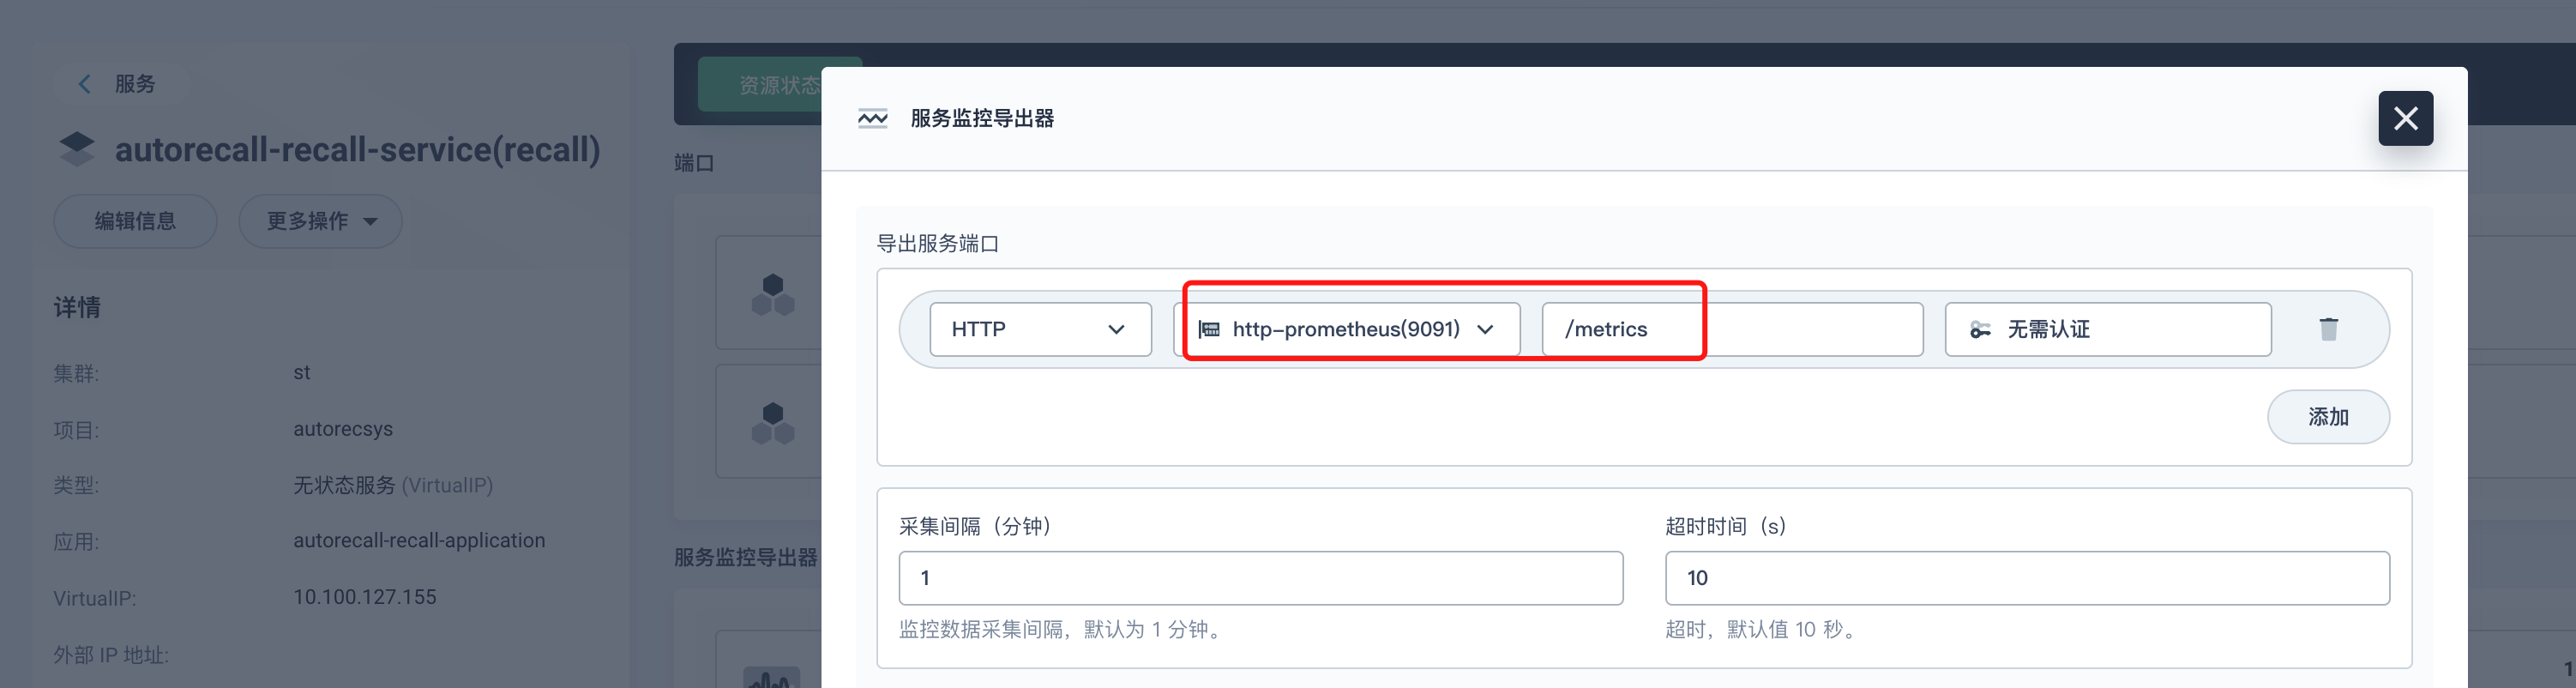 服务
autorecall-recall-service(recall)
编辑信息
更多操作
详情
集群: st
项目: autorecsys
类型: 无状态服务 (VirtualIP)
应用: autorecall-recall-application
VirtualIP: 10.100.127.155
外部 IP 地址:
资源状态
端口
服务监控导出器
服务监控导出器
导出服务端口
HTTP
http-prometheus(9091)
/metrics
无需认证
添加
采集间隔（分钟）
1
监控数据采集间隔，默认为 1 分钟。
超时时间（s）
10
超时，默认值 10 秒。
1